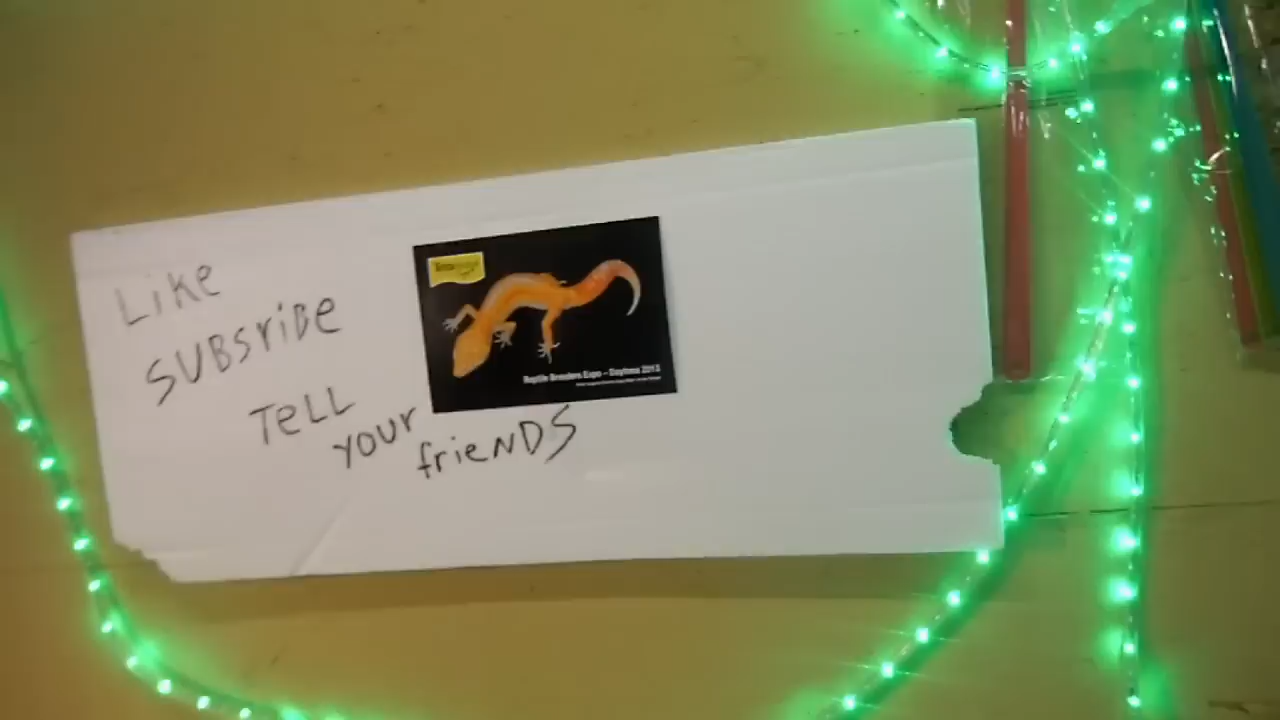 Like
SUBSriBe
TeLL
YOUr
frieNDS
Reptile Breeders Expo – Daytona 2013